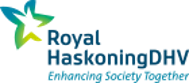 Royal
HaskoningDHV
Enhancing Society Together